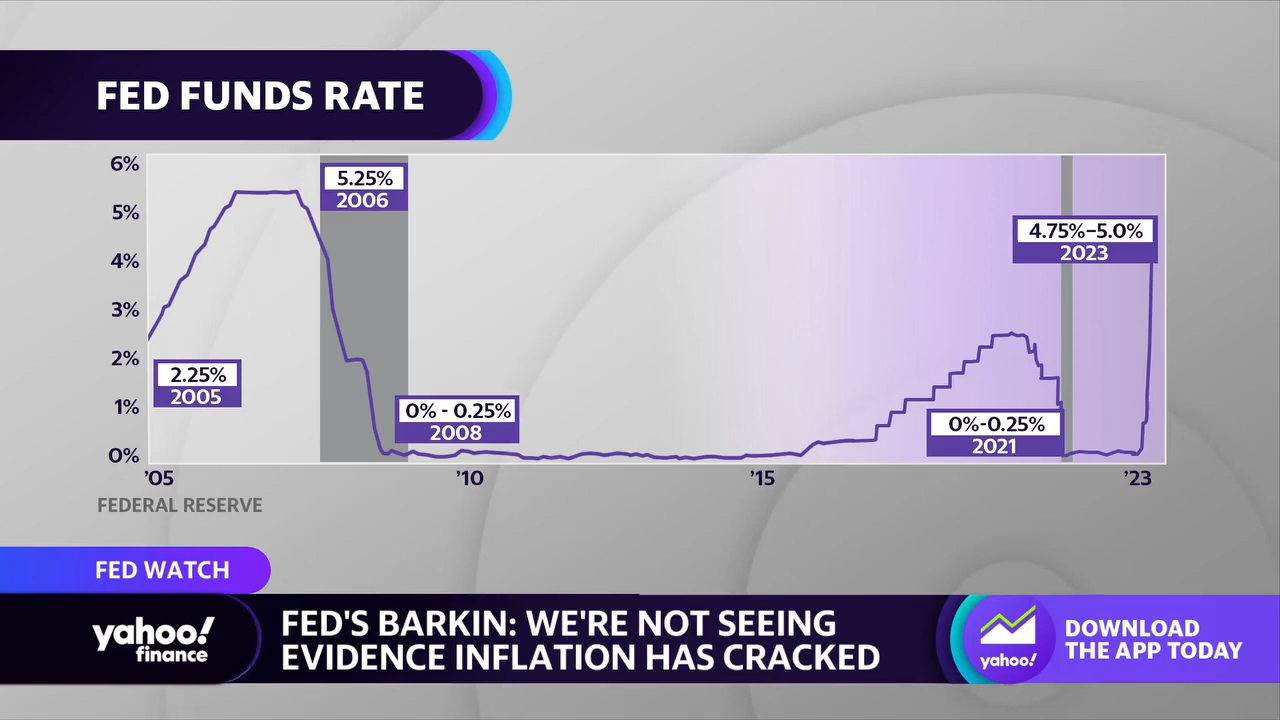 FED FUNDS RATE
6%
5%
4%
3%
2%
1%
0%
5.25%
2006
4.75%–5.0%
2023
2.25%
2005
0% - 0.25%
2008
0%-0.25%
2021
'05
'10
'15
'23
FEDERAL RESERVE
FED WATCH
yahoo!
finance
FED'S BARKIN: WE'RE NOT SEEING
EVIDENCE INFLATION HAS CRACKED
yahoo!
DOWNLOAD
THE APP TODAY